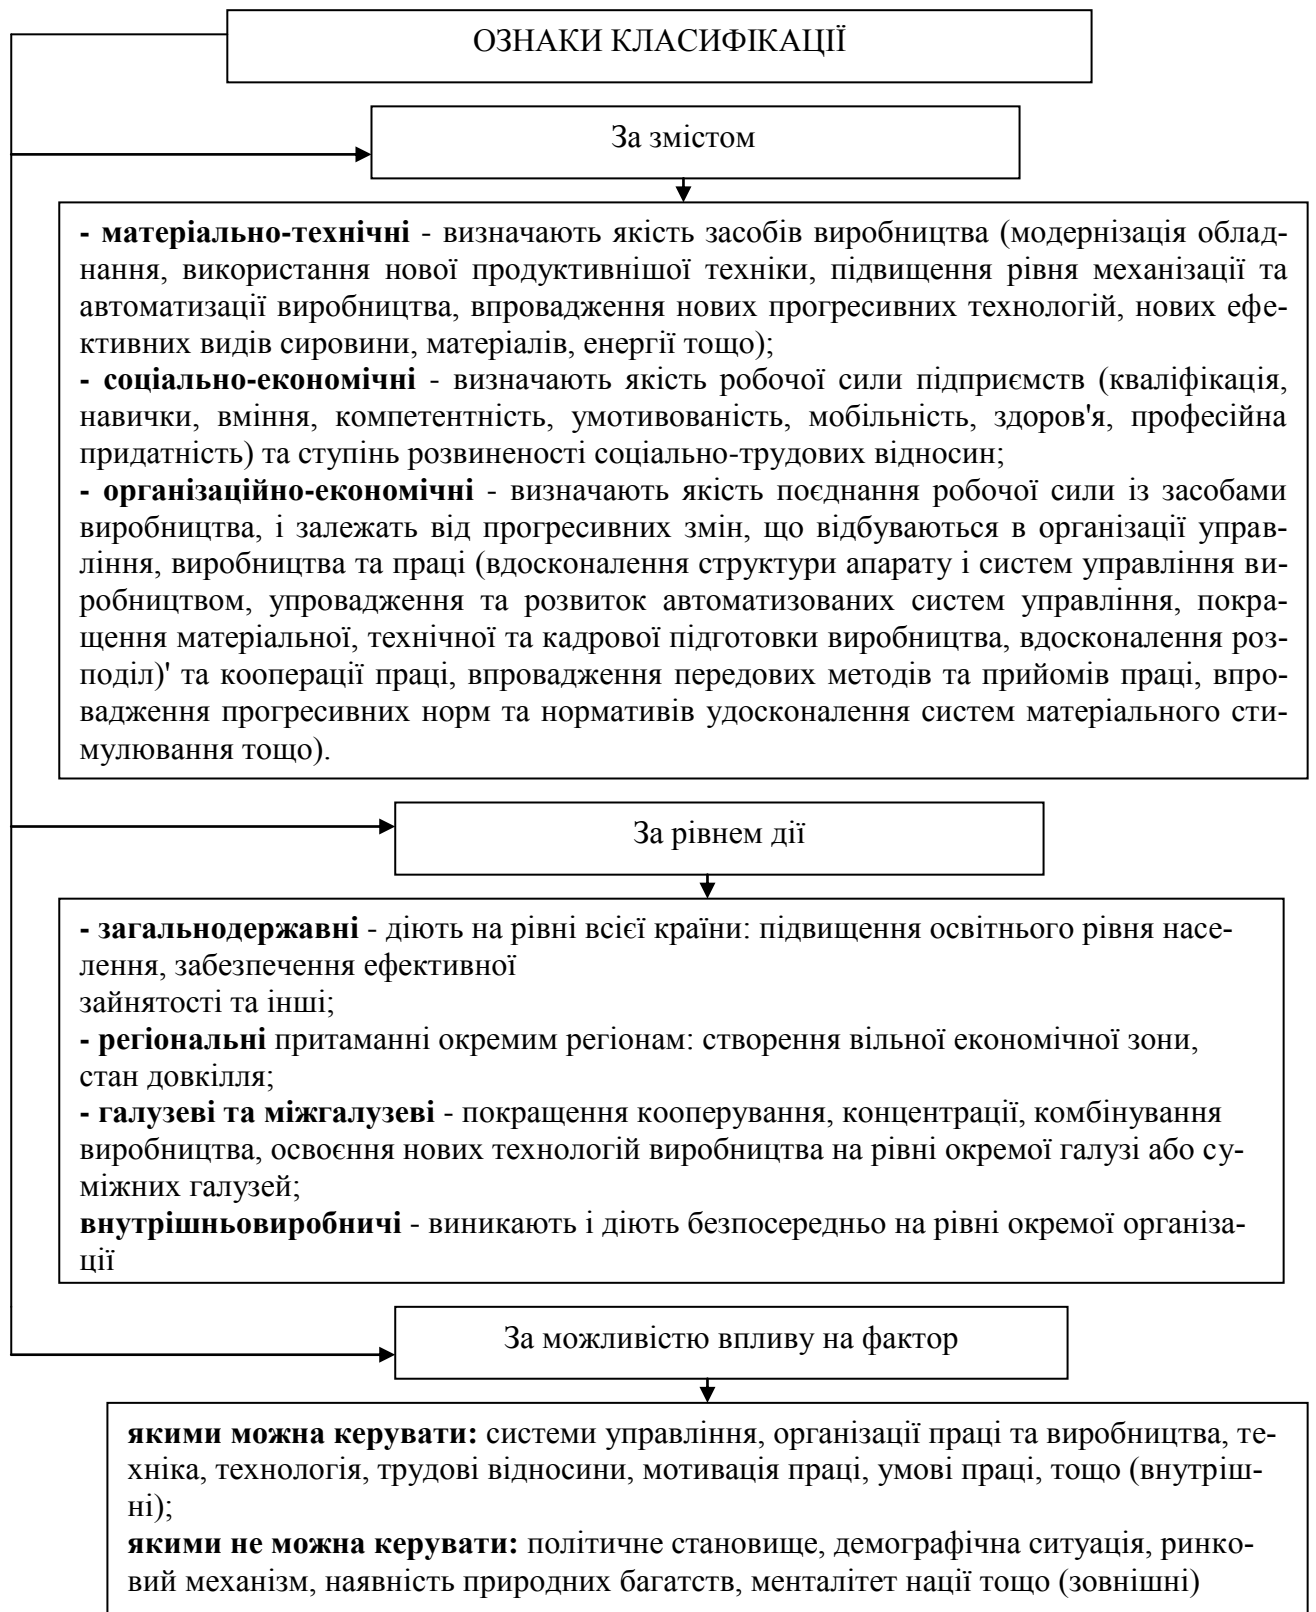 ОЗНАКИ КЛАСИФІКАЦІЇ
За змістом
- матеріально-технічні - визначають якість засобів виробництва (модернізація облад-
нання, використання нової продуктивнішої техніки, підвищення рівня механізації та
автоматизації виробництва, впровадження нових прогресивних технологій, нових ефе-
ктивних видів сировини, матеріалів, енергії тощо);
- соціально-економічні - визначають якість робочої сили підприємств (кваліфікація,
навички, вміння, компетентність, умотивованість, мобільність, здоров'я, професійна
придатність) та ступінь розвиненості соціально-трудових відносин;
- організаційно-економічні - визначають якість поєднання робочої сили із засобами
виробництва, і залежать від прогресивних змін, що відбуваються в організації управ-
ління, виробництва та праці (вдосконалення структури апарату і систем управління ви-
робництвом, упровадження та розвиток автоматизованих систем управління, покра-
щення матеріальної, технічної та кадрової підготовки виробництва, вдосконалення роз-
поділ)' та кооперації праці, впровадження передових методів та прийомів праці, впро-
вадження прогресивних норм та нормативів удосконалення систем матеріального сти-
мулювання тощо).
За рівнем дії
- загальнодержавні - діють на рівні всієї країни: підвищення освітнього рівня насе-
лення, забезпечення ефективної
зайнятості та інші;
- регіональні притаманні окремим регіонам: створення вільної економічної зони,
стан довкілля;
- галузеві та міжгалузеві - покращення кооперування, концентрації, комбінування
виробництва, освоєння нових технологій виробництва на рівні окремої галузі або су-
міжних галузей;
внутрішньовиробничі - виникають і діють безпосередньо на рівні окремої організа-
ції
За можливістю впливу на фактор
якими можна керувати: системи управління, організації праці та виробництва, те-
хніка, технологія, трудові відносини, мотивація праці, умові праці, тощо (внутріш-
ні);
якими не можна керувати: політичне становище, демографічна ситуація, ринко-
вий механізм, наявність природних багатств, менталітет нації тощо (зовнішні)